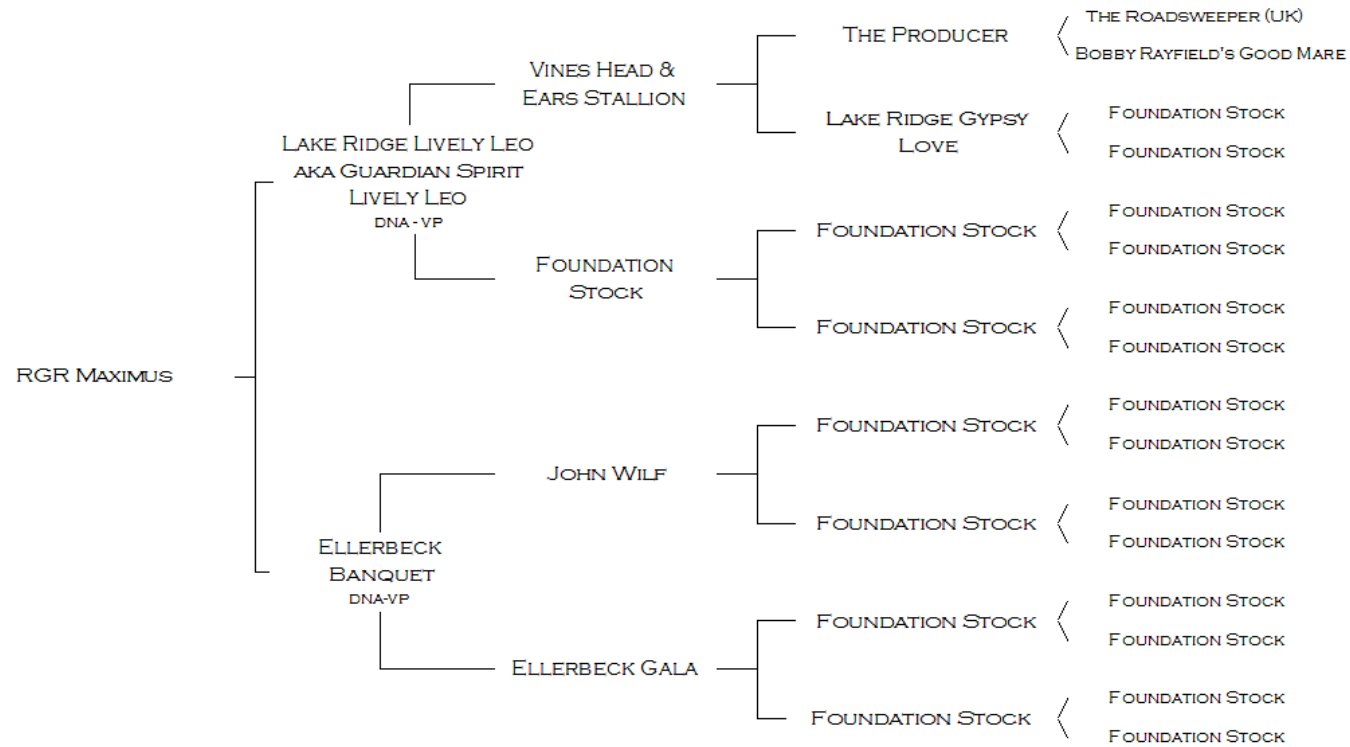 The Roadsweeper (UK)
The Producer
Bobby Rayfield's Good Mare
Vines Head &
Ears Stallion
Lake Ridge Gypsy
Love
Foundation Stock
Foundation Stock
Lake Ridge Lively Leo
aka Guardian Spirit
Lively Leo
DNA - VP
Foundation Stock
Foundation Stock
Foundation Stock
Foundation
Stock
Foundation Stock
Foundation Stock
Foundation Stock
RGR Maximus
Foundation Stock
Foundation Stock
Foundation Stock
John Wilf
Foundation Stock
Foundation Stock
Foundation Stock
Ellerbeck
Banquet
DNA-VP
Foundation Stock
Foundation Stock
Foundation Stock
Ellerbeck Gala
Foundation Stock
Foundation Stock
Foundation Stock